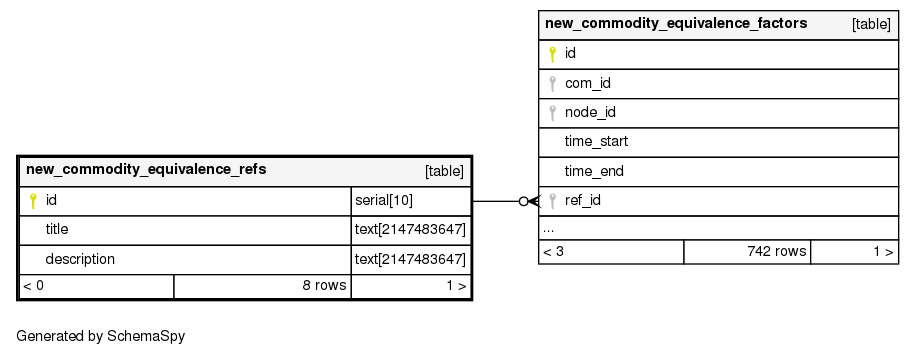 new_commodity_equivalence_factors [table]
id
com_id
node_id
time_start
time_end
ref_id
...
< 3 742 rows 1 >
new_commodity_equivalence_refs [table]
id serial[10]
title text[2147483647]
description text[2147483647]
< 0 8 rows 1 >
Generated by SchemaSpy